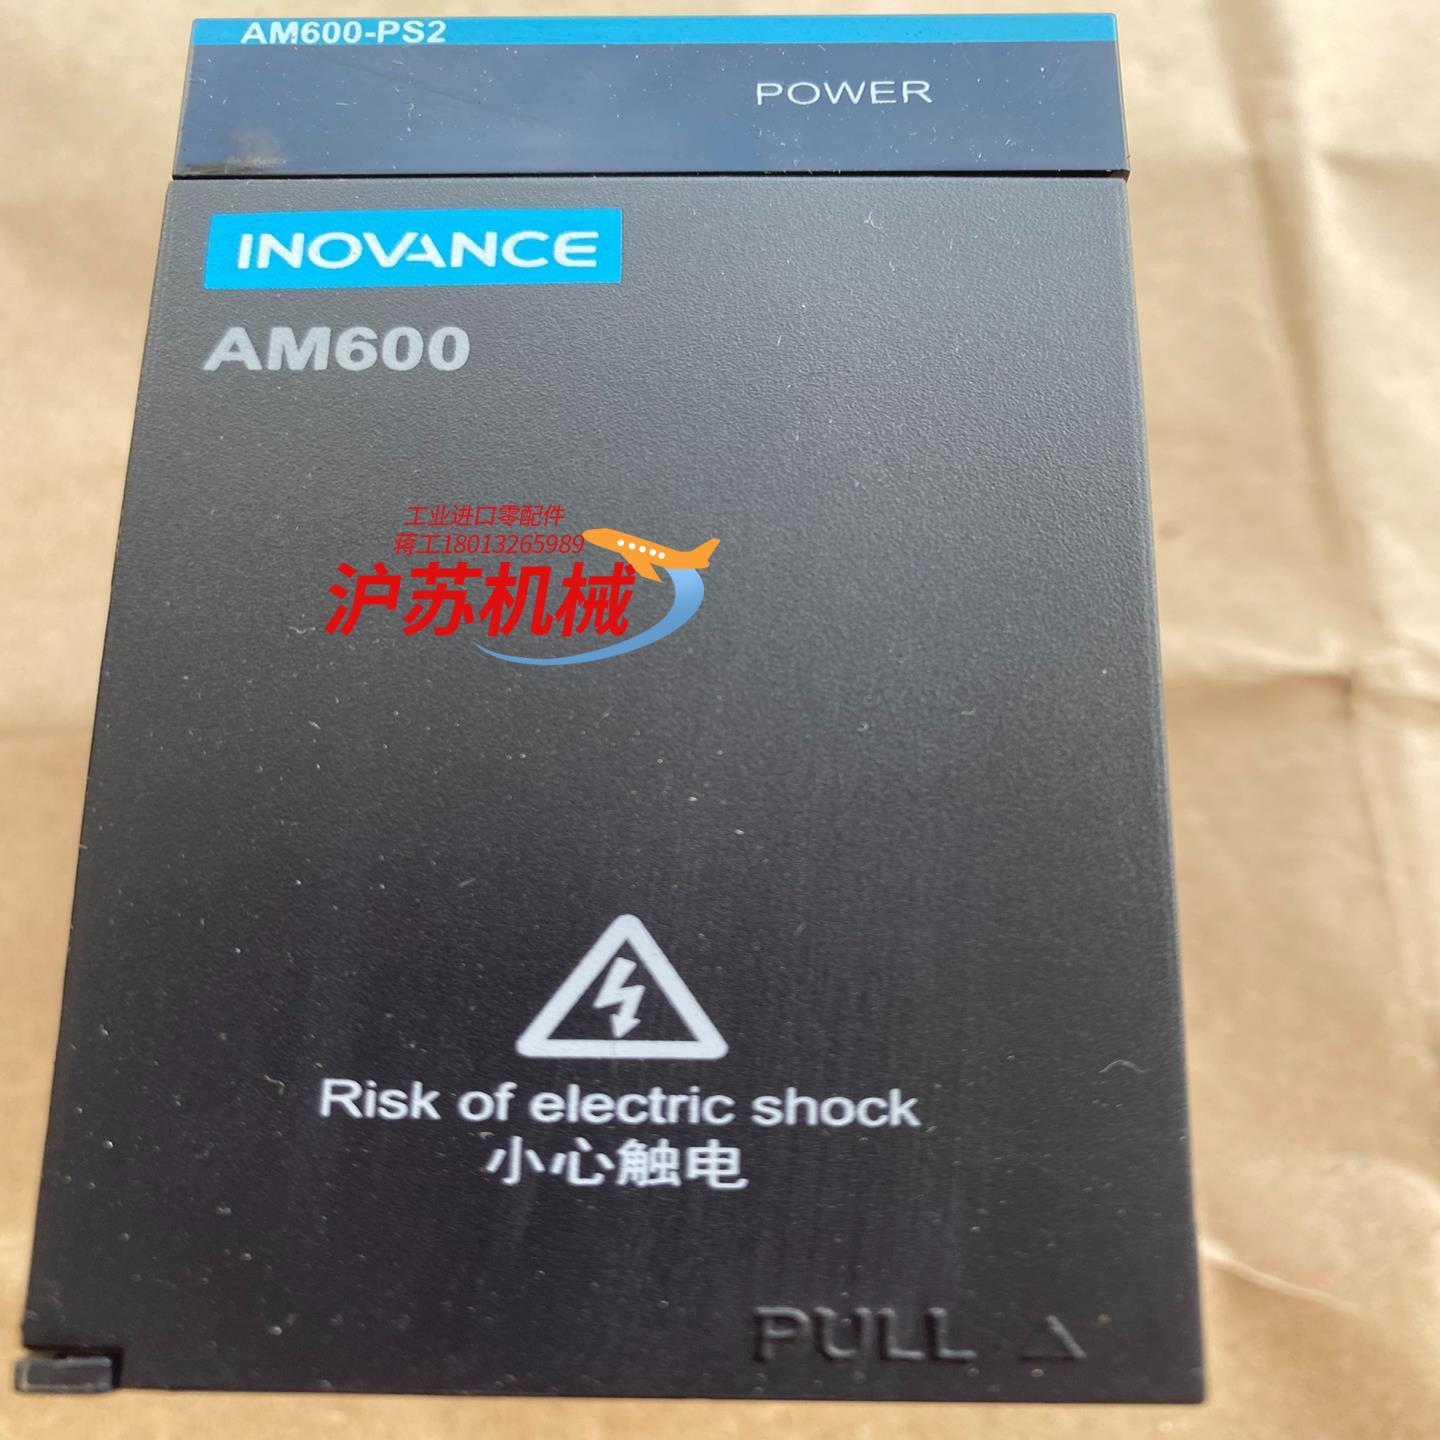 AM600-PS2
POWER
INOVANCE
AM600
工业进口零配件
蒋工18013265989
沪苏机械
Risk of electric shock
小心触电
PULL